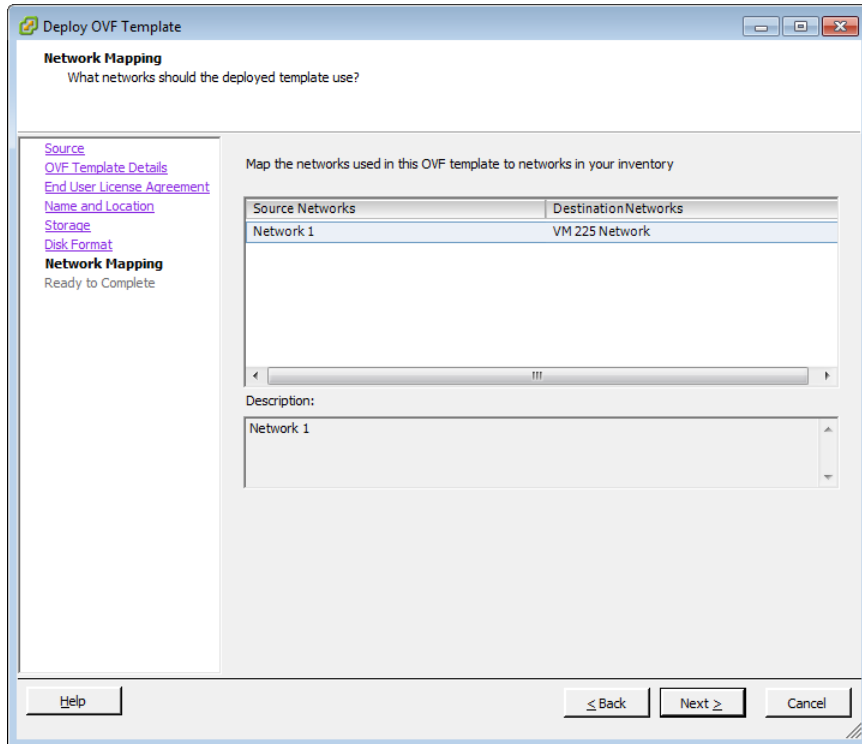 Deploy OVF Template
Network Mapping
What networks should the deployed template use?
Source
OVF Template Details
End User License Agreement
Name and Location
Storage
Disk Format
Network Mapping
Ready to Complete
Map the networks used in this OVF template to networks in your inventory
Source Networks DestinationNetworks
Network 1 VM 225 Network
Description:
Network 1
Help
< Back Next > Cancel